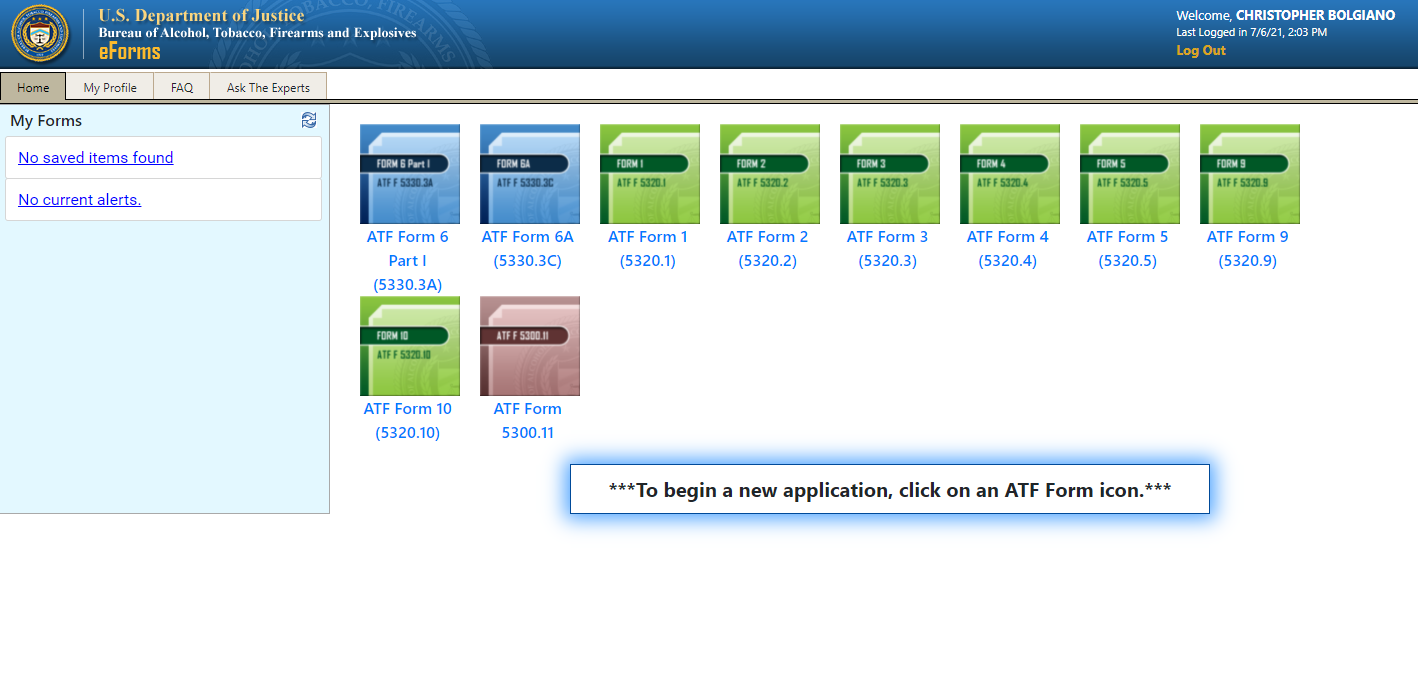 U.S. Department of Justice
Bureau of Alcohol, Tobacco, Firearms and Explosives
eForms
Welcome, CHRISTOPHER BOLGIANO
Last Logged in 7/6/21, 2:03 PM
Log Out
Home
My Profile
FAQ
Ask The Experts
My Forms
No saved items found
No current alerts.
FORM 6 Part I
ATF F 5330.3A
ATF Form 6
Part I
(5330.3A)
FORM 6A
ATF F 5330.3C
ATF Form 6A
(5330.3C)
FORM 1
ATF F 5320.1
ATF Form 1
(5320.1)
FORM 2
ATF F 5320.2
ATF Form 2
(5320.2)
FORM 3
ATF F 5320.3
ATF Form 3
(5320.3)
FORM 4
ATF F 5320.4
ATF Form 4
(5320.4)
FORM 5
ATF F 5320.5
ATF Form 5
(5320.5)
FORM 9
ATF F 5320.9
ATF Form 9
(5320.9)
FORM 10
ATF F 5320.10
ATF Form 10
(5320.10)
ATF F 5300.11
ATF Form
5300.11
***To begin a new application, click on an ATF Form icon.***